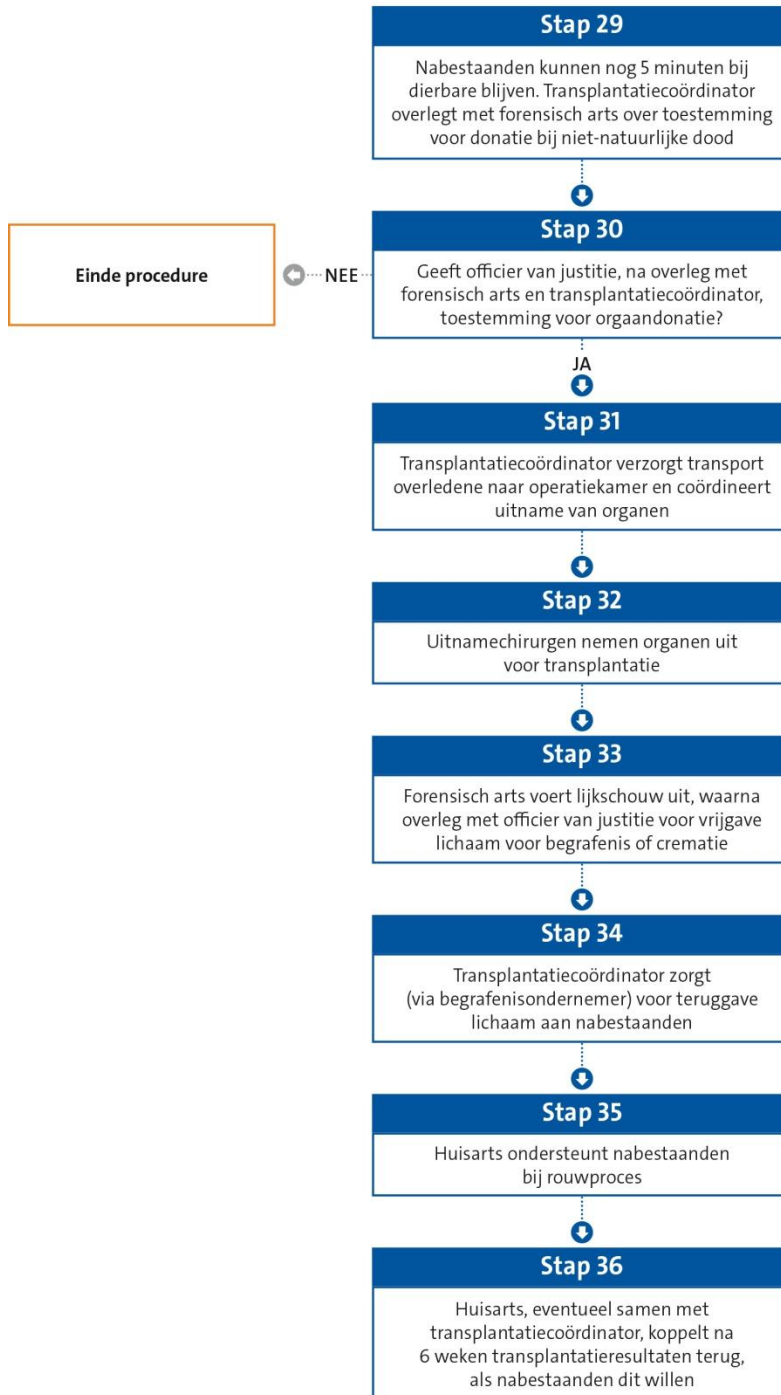 Stap 29
Nabestaanden kunnen nog 5 minuten bij
dierbare blijven. Transplantatiecoördinator
overlegt met forensisch arts over toestemming
voor donatie bij niet-natuurlijke dood
Stap 30
Geeft officier van justitie, na overleg met
forensisch arts en transplantatiecoördinator,
toestemming voor orgaandonatie?
NEE
Einde procedure
JA
Stap 31
Transplantatiecoördinator verzorgt transport
overledene naar operatiekamer en coördineert
uitname van organen
Stap 32
Uitnamechirurgen nemen organen uit
voor transplantatie
Stap 33
Forensisch arts voert lijkschouw uit, waarna
overleg met officier van justitie voor vrijgave
lichaam voor begrafenis of crematie
Stap 34
Transplantatiecoördinator zorgt
(via begrafenisondernemer) voor teruggave
lichaam aan nabestaanden
Stap 35
Huisarts ondersteunt nabestaanden
bij rouwproces
Stap 36
Huisarts, eventueel samen met
transplantatiecoördinator, koppelt na
6 weken transplantatieresultaten terug,
als nabestaanden dit willen